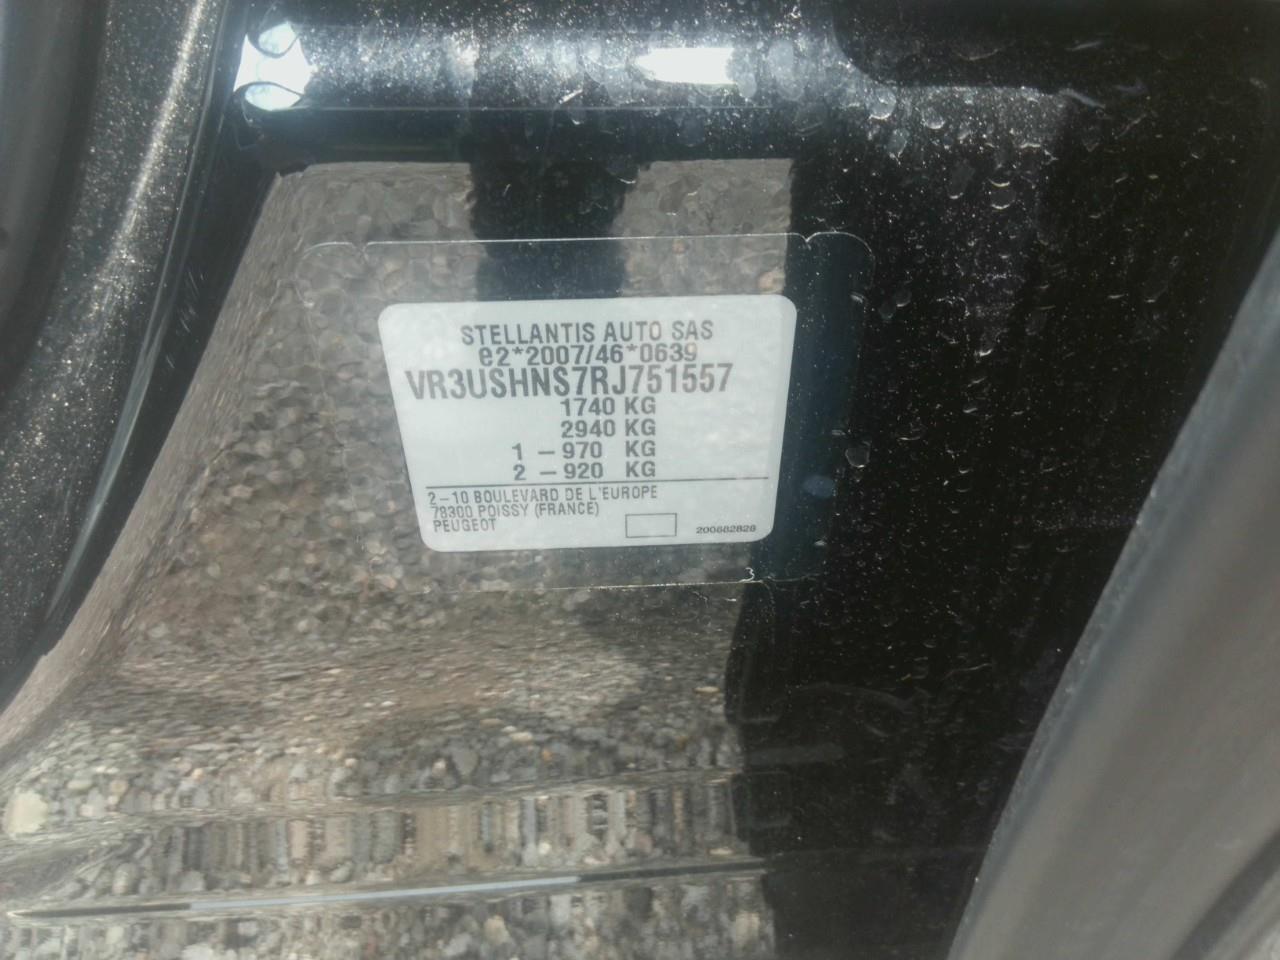 STELLANTIS AUTO SAS
e2*2007/46*0639
VR3USHNS7RJ751557
1740 KG
2940 KG
1 – 970 KG
2 – 920 KG
2–10 BOULEVARD DE L'EUROPE
78300 POISSY (FRANCE)
PEUGEOT
200682828